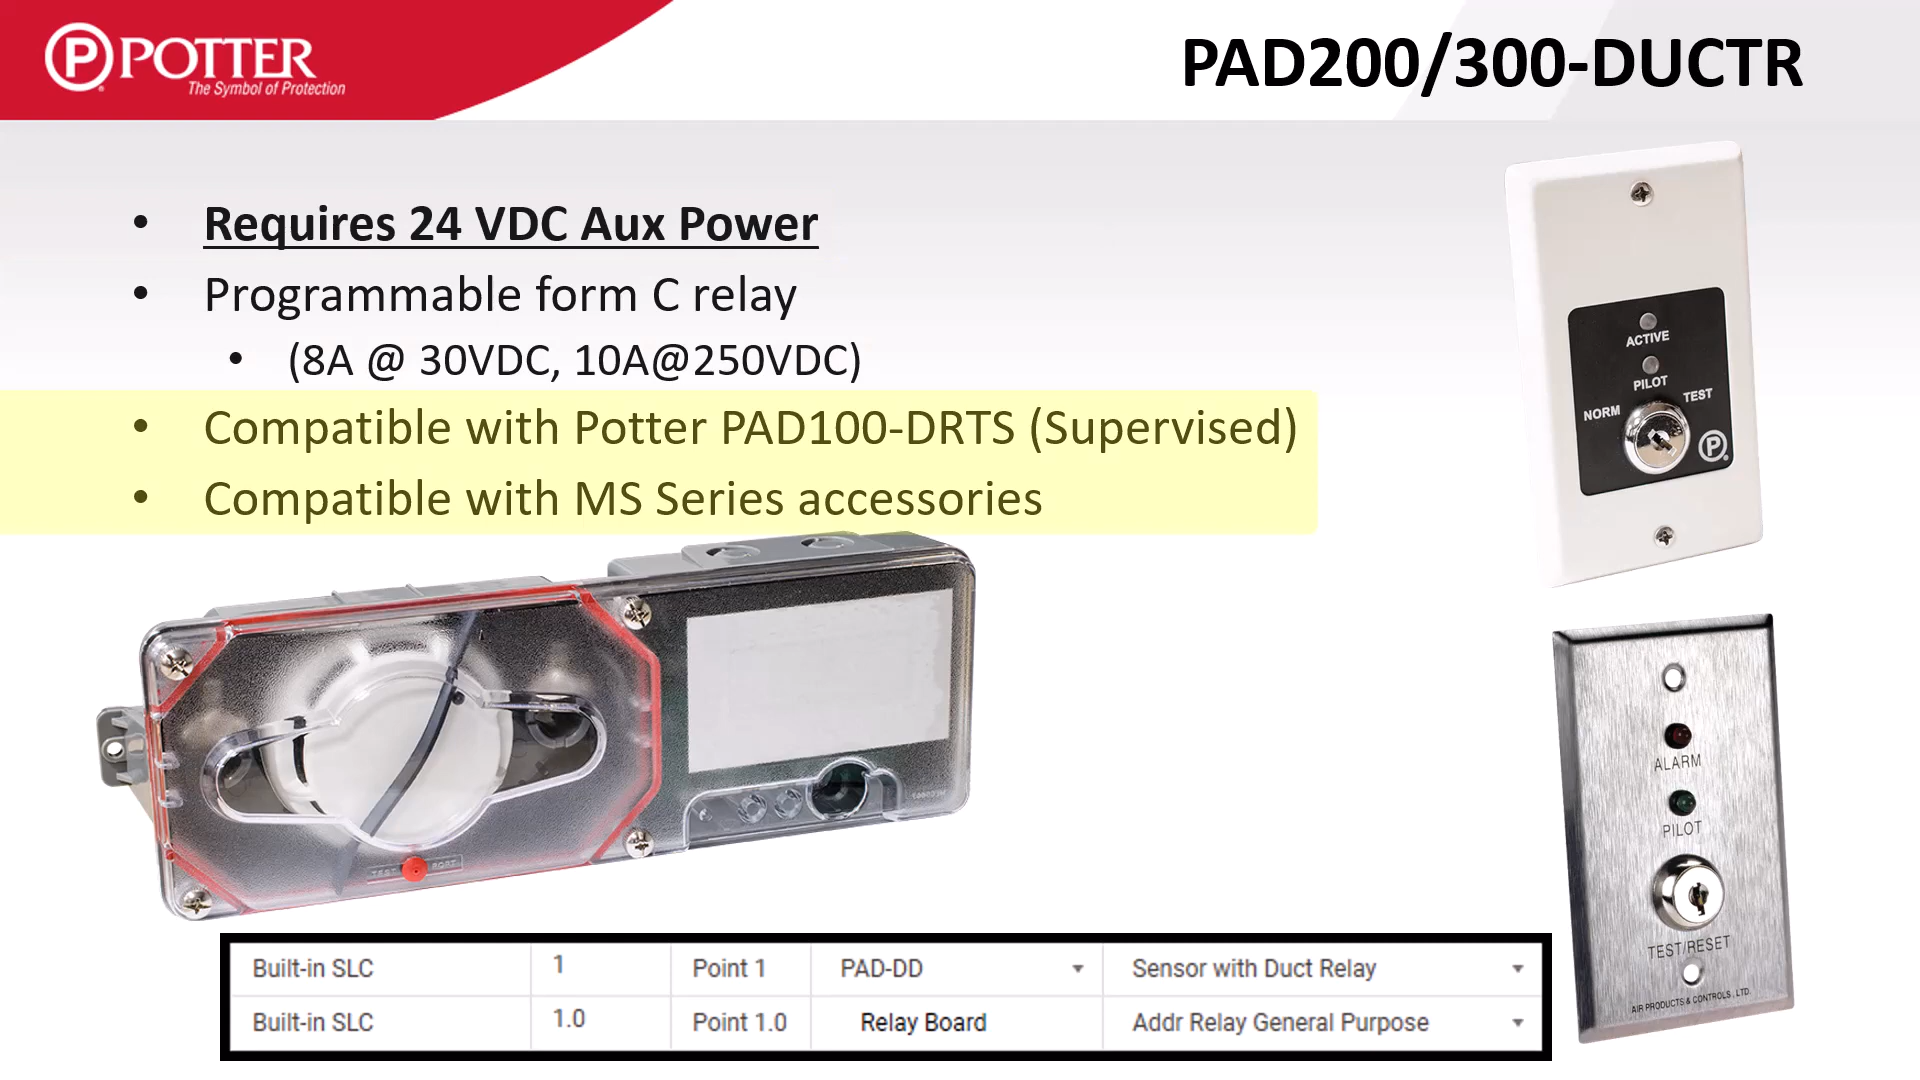 P POTTER
The Symbol of Protection
PAD200/300-DUCTR
• Requires 24 VDC Aux Power
• Programmable form C relay
• (8A @ 30VDC, 10A@250VDC)
• Compatible with Potter PAD100-DRTS (Supervised)
• Compatible with MS Series accessories
ACTIVE
PILOT
NORM TEST
P
TEST PORT
ALARM
PILOT
TEST/RESET
AIR PRODUCTS & CONTROLS, LTD.
Built-in SLC 1 Point 1 PAD-DD Sensor with Duct Relay
Built-in SLC 1.0 Point 1.0 Relay Board Addr Relay General Purpose